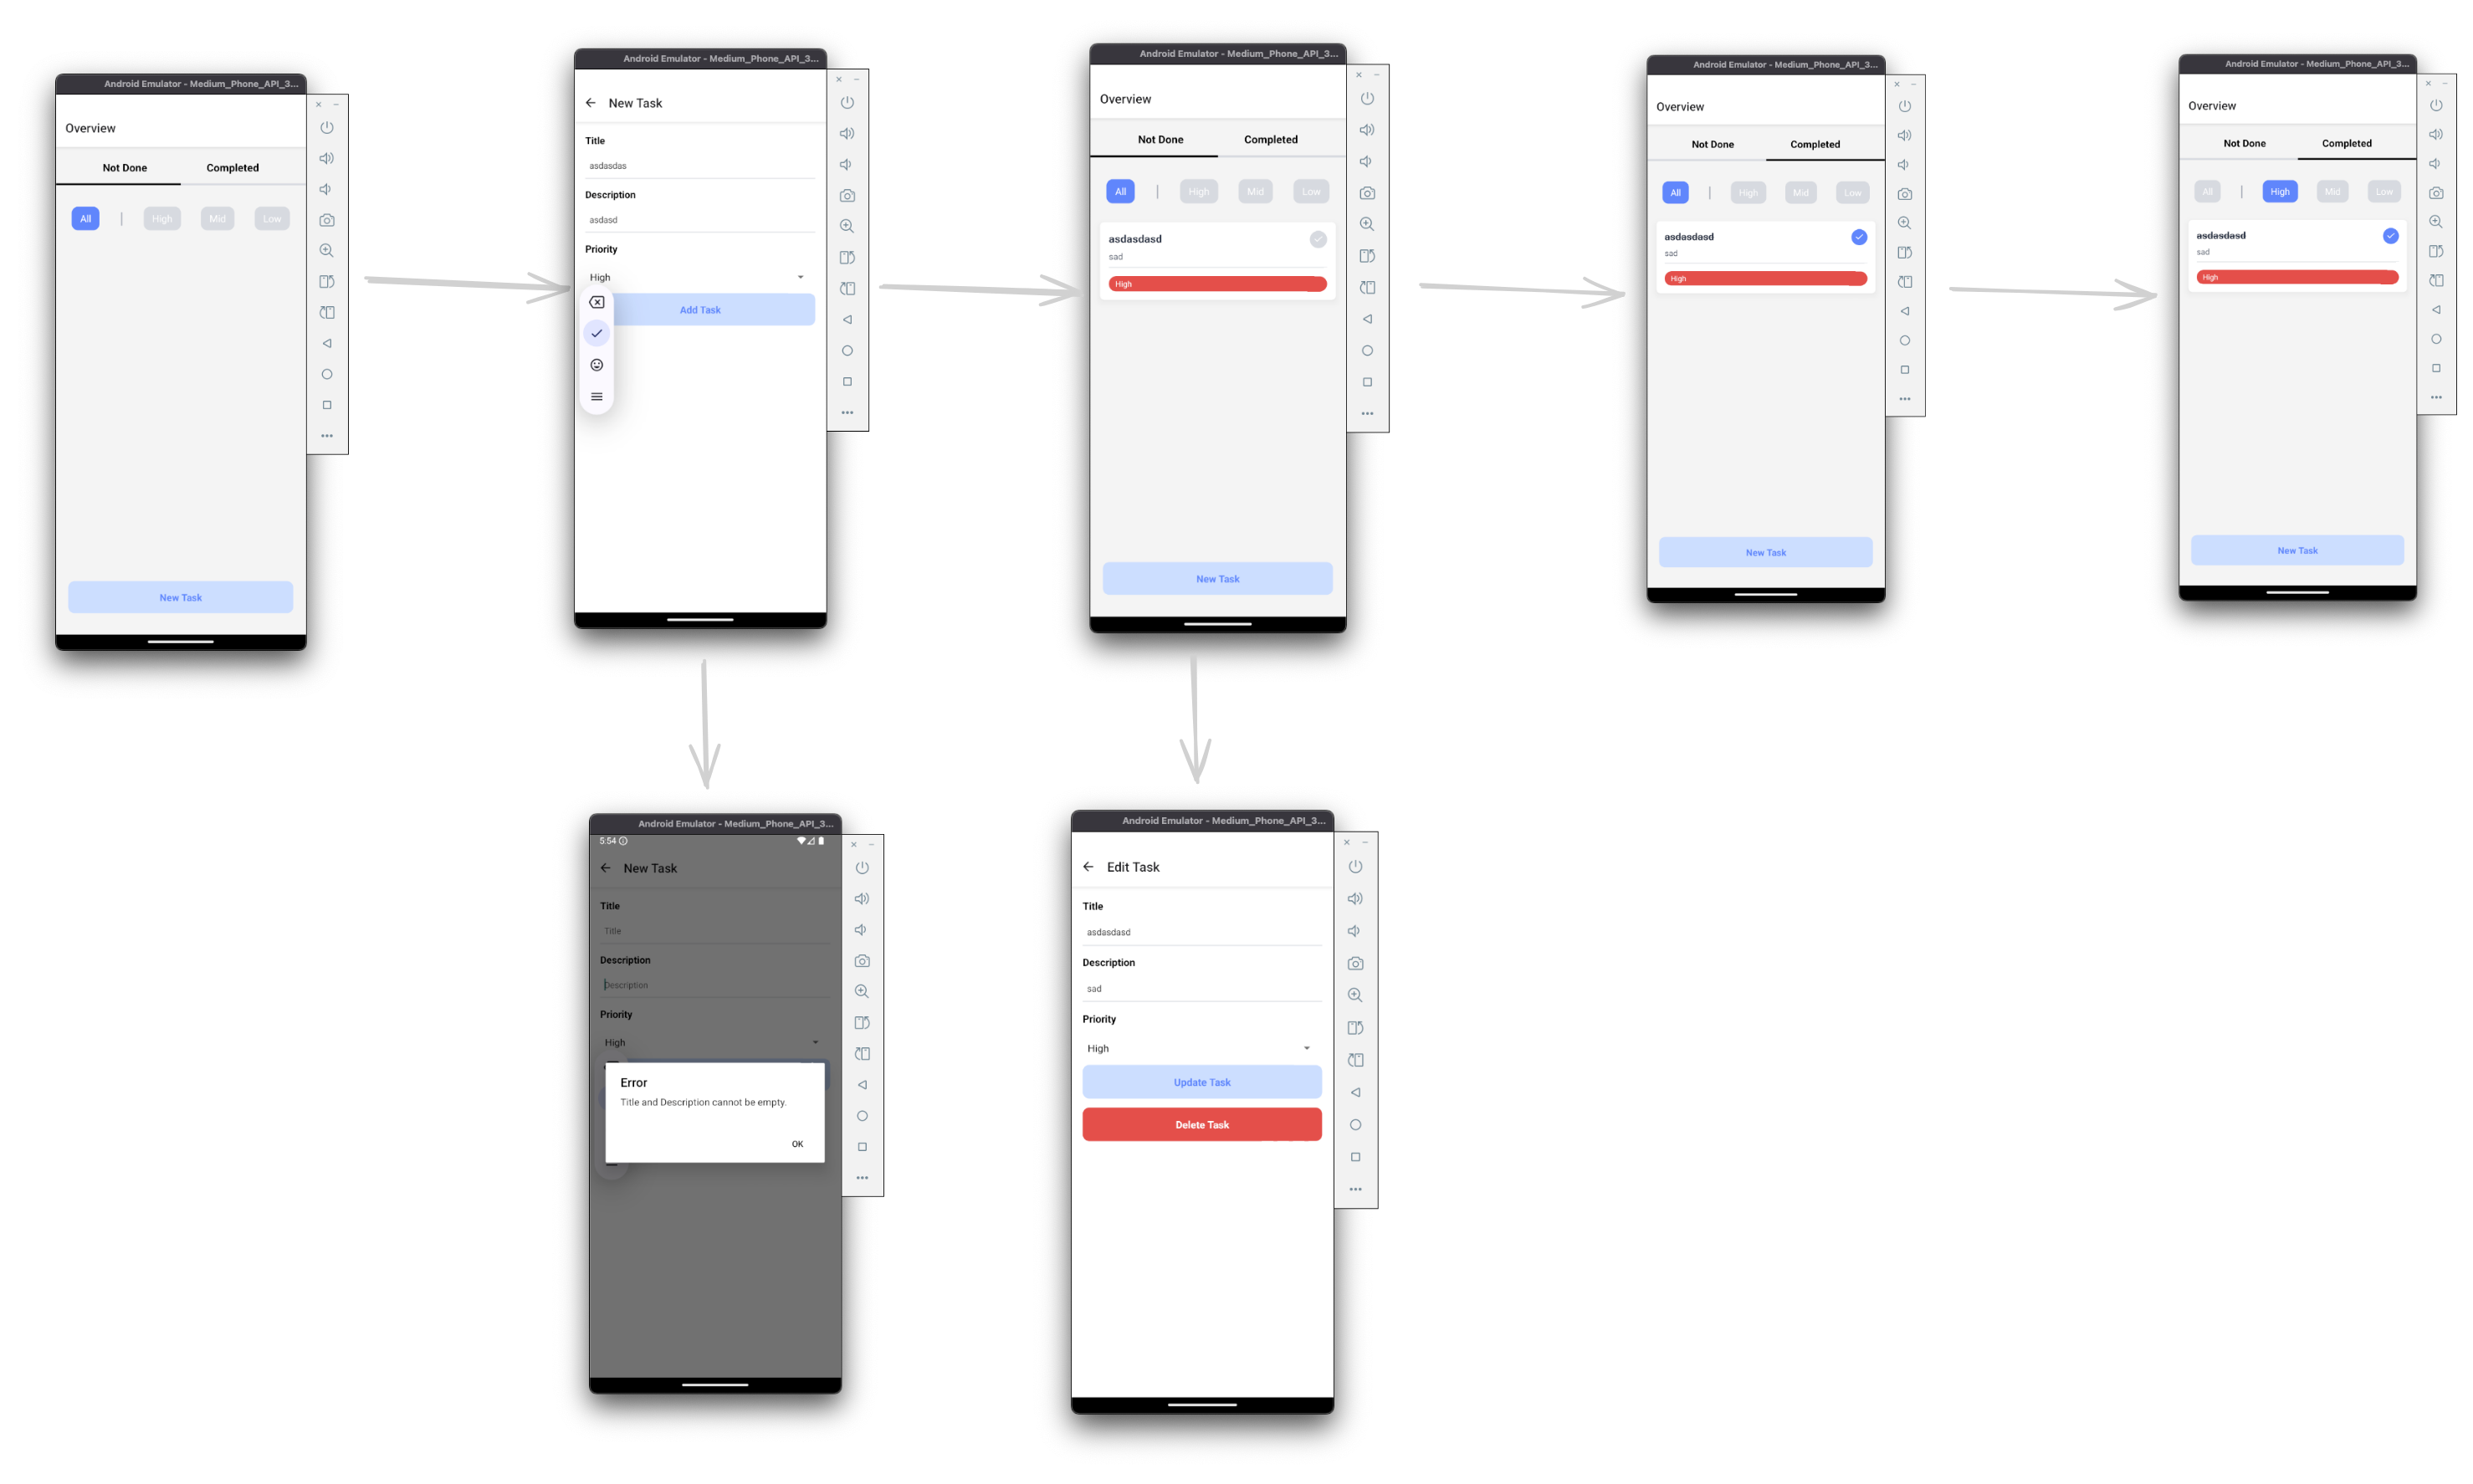 Android Emulator - Medium_Phone_API_3...
Overview
Not Done Completed
All | High Mid Low
New Task
Android Emulator - Medium_Phone_API_3...
New Task
Title
asdasdas
Description
asdasd
Priority
High
Add Task
Android Emulator - Medium_Phone_API_3...
Overview
Not Done Completed
All | High Mid Low
asdasdasd
sad
High
New Task
Android Emulator - Medium_Phone_API_3...
Overview
Not Done Completed
All | High Mid Low
asdasdasd
sad
High
New Task
Android Emulator - Medium_Phone_API_3...
Overview
Not Done Completed
All | High Mid Low
asdasdasd
sad
High
New Task
Android Emulator - Medium_Phone_API_3...
5:54
New Task
Title
Title
Description
Description
Priority
High
Error
Title and Description cannot be empty.
OK
Android Emulator - Medium_Phone_API_3...
Edit Task
Title
asdasdasd
Description
sad
Priority
High
Update Task
Delete Task